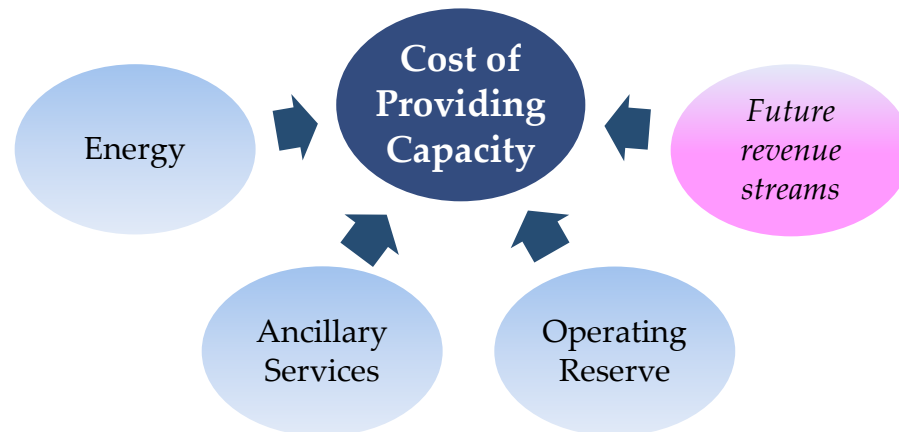 Cost of
Providing
Capacity
Energy
Future
revenue
streams
Ancillary
Services
Operating
Reserve